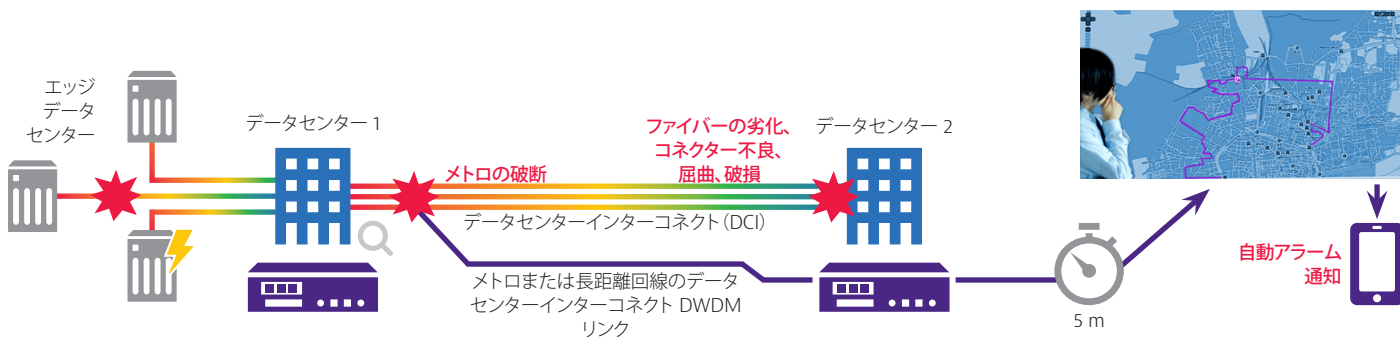 エッジ
データ
センター
データセンター 1
メトロの破断
ファイバーの劣化、
コネクター不良、
屈曲、破損
データセンター 2
データセンターインターコネクト（DCI）
メトロまたは長距離回線のデータ
センターインターコネクト DWDM
リンク
5 m
自動アラーム
通知